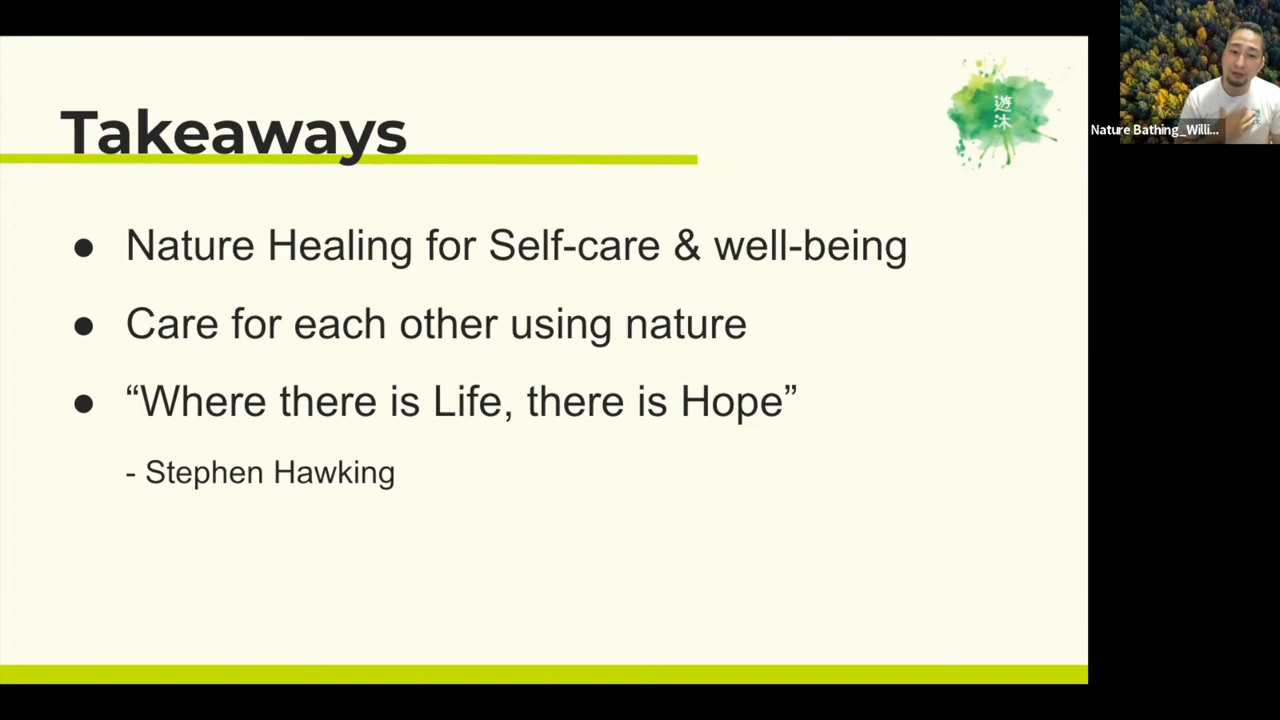 Takeaways
遊
沐
● Nature Healing for Self-care & well-being
● Care for each other using nature
● “Where there is Life, there is Hope”
- Stephen Hawking
Nature Bathing_Willi...